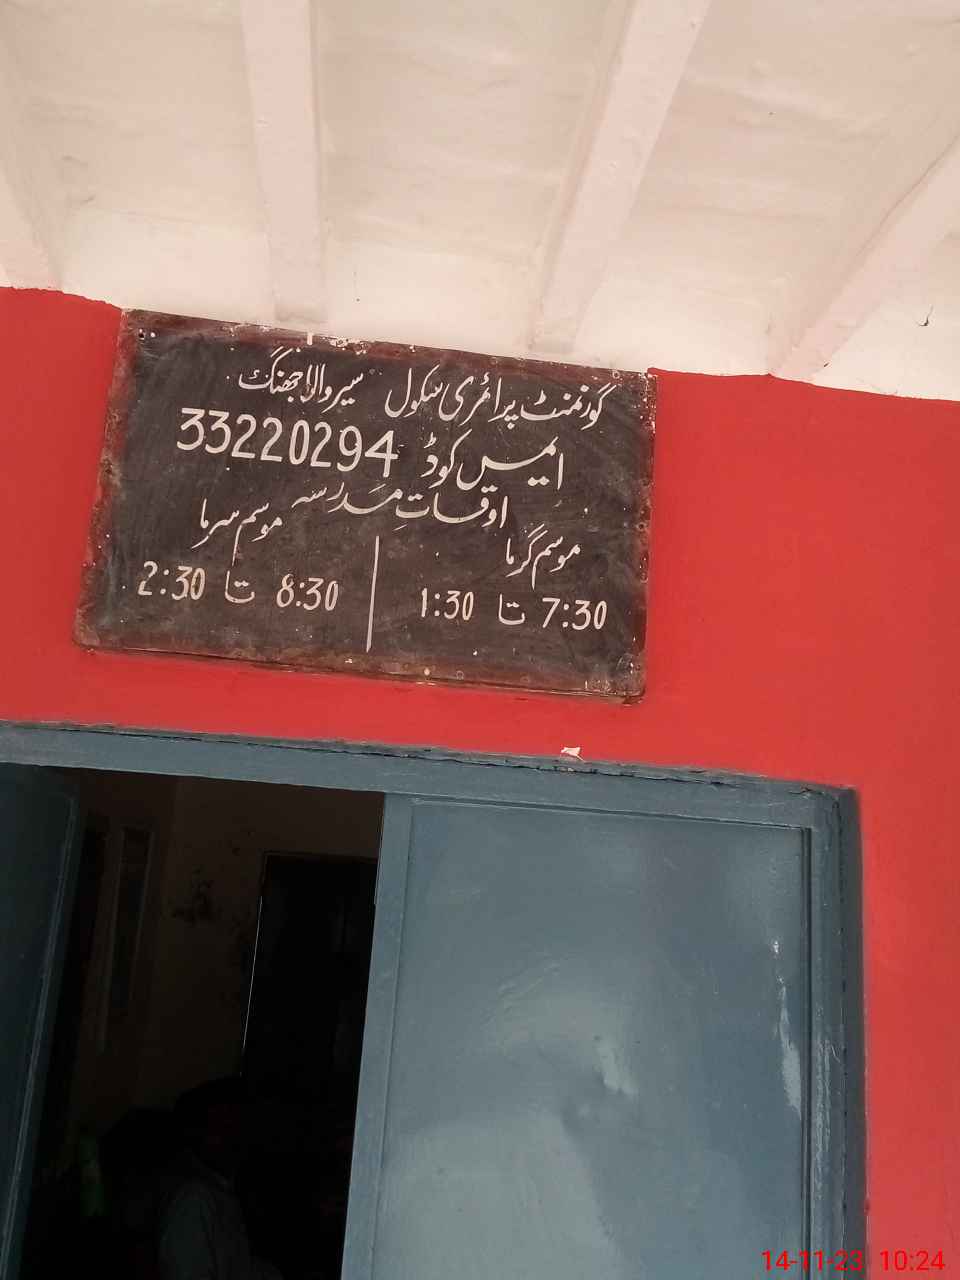 گورنمنٹ پرائمری سکول سیروالا جھنگ
ایمس کوڈ 33220294
اوقاتِ مدرسہ
موسم گرما
7:30 تا 1:30
موسم سرما
8:30 تا 2:30
14-11-23 10:24